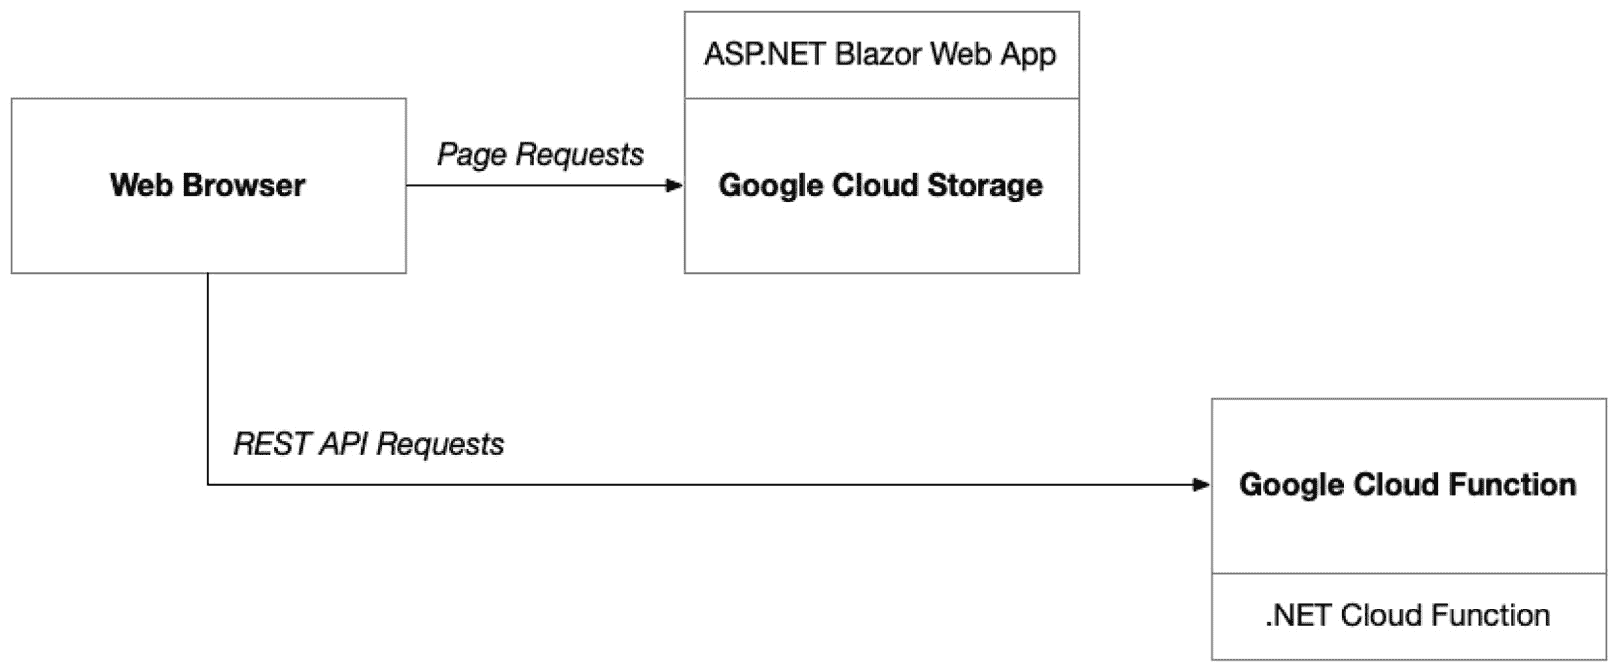 ASP.NET Blazor Web App
Web Browser
Page Requests
Google Cloud Storage
REST API Requests
Google Cloud Function
.NET Cloud Function